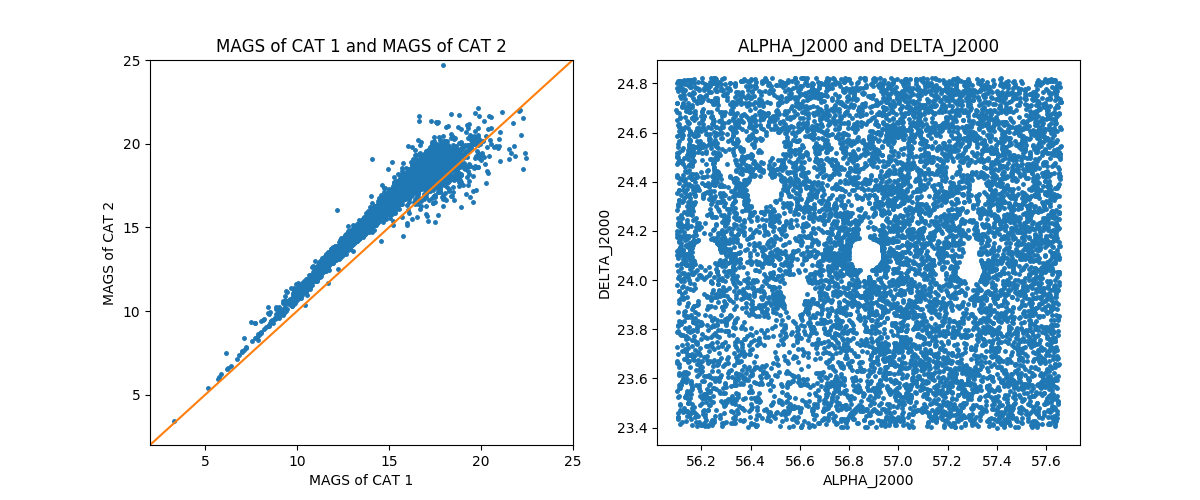 MAGS of CAT 1 and MAGS of CAT 2
25
20
15
10
5
MAGS of CAT 2
5 10 15 20 25
MAGS of CAT 1
ALPHA_J2000 and DELTA_J2000
24.8
24.6
24.4
24.2
24.0
23.8
23.6
23.4
DELTA_J2000
56.2 56.4 56.6 56.8 57.0 57.2 57.4 57.6
ALPHA_J2000